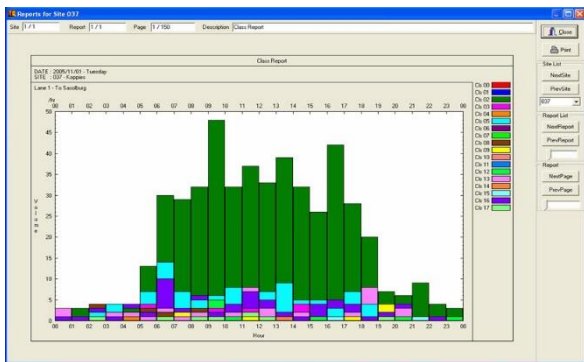 Reports for Site 037
Site 1 / 1 Report 1 / 1 Page 1 / 150 Description Class Report
Close
Print
Site List
NextSite
PrevSite
037
Report List
NextReport
PrevReport
Report
NextPage
PrevPage
Class Report
DATE : 2005/11/01 - Tuesday
SITE : 037 - Koppies
Lane 1 - To Sasolburg
Av
00 01 02 03 04 05 06 07 08 09 10 11 12 13 14 15 16 17 18 19 20 21 22 23 00
50
45
40
35
30
25
20
15
10
5
0
Volume
00 01 02 03 04 05 06 07 08 09 10 11 12 13 14 15 16 17 18 19 20 21 22 23 00
Hour
Cls 00
Cls 01
Cls 02
Cls 03
Cls 04
Cls 05
Cls 06
Cls 07
Cls 08
Cls 09
Cls 10
Cls 11
Cls 12
Cls 13
Cls 14
Cls 15
Cls 16
Cls 17